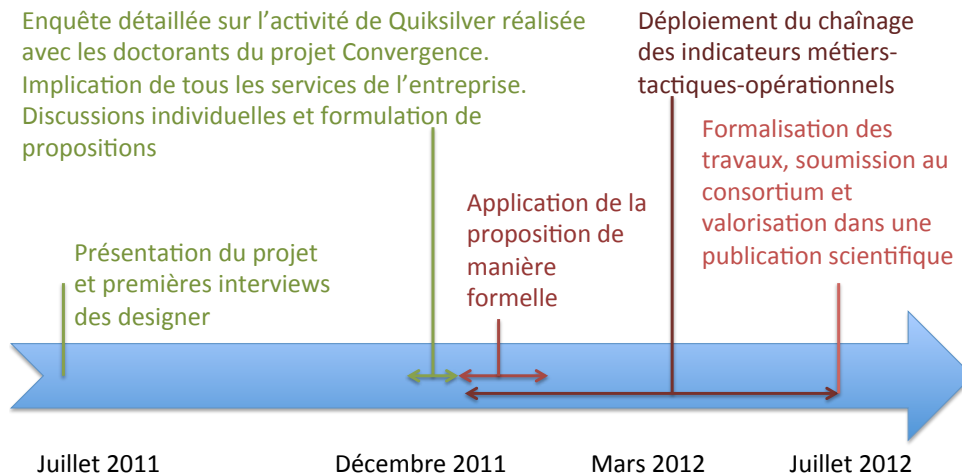 Enquête détaillée sur l’activité de Quiksilver réalisée
avec les doctorants du projet Convergence.
Implication de tous les services de l’entreprise.
Discussions individuelles et formulation de
propositions
Déploiement du chaînage
des indicateurs métiers-
tactiques-opérationnels
Formalisation des
travaux, soumission au
consortium et
valorisation dans une
publication scientifique
Application de la
proposition de
manière
formelle
Présentation du projet
et premières interviews
des designer
Juillet 2011
Décembre 2011
Mars 2012
Juillet 2012